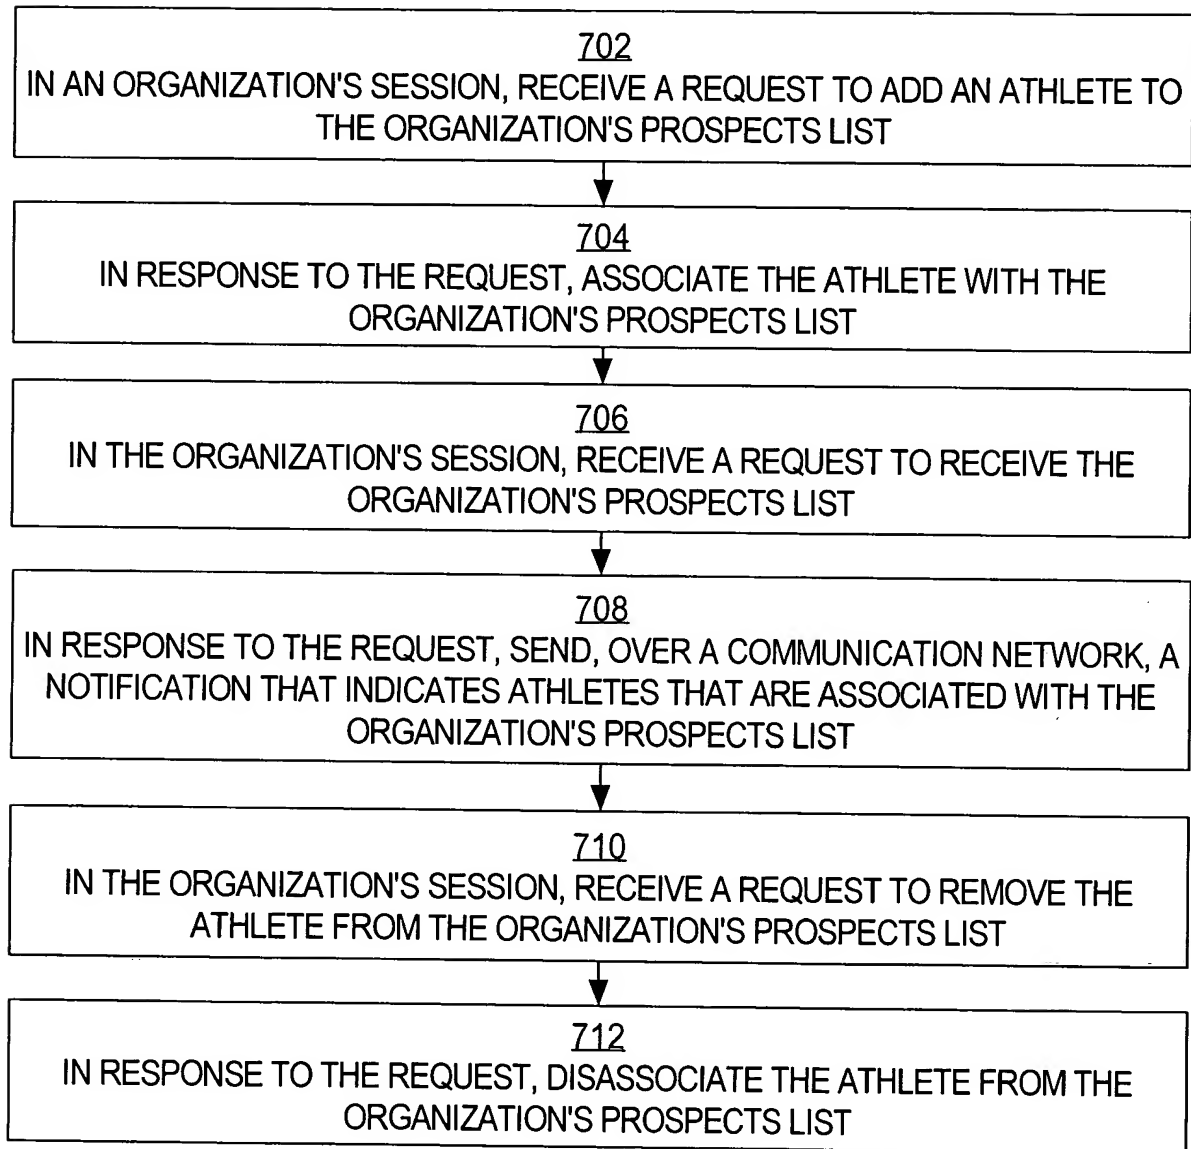 702
IN AN ORGANIZATION'S SESSION, RECEIVE A REQUEST TO ADD AN ATHLETE TO
THE ORGANIZATION'S PROSPECTS LIST
704
IN RESPONSE TO THE REQUEST, ASSOCIATE THE ATHLETE WITH THE
ORGANIZATION'S PROSPECTS LIST
706
IN THE ORGANIZATION'S SESSION, RECEIVE A REQUEST TO RECEIVE THE
ORGANIZATION'S PROSPECTS LIST
708
IN RESPONSE TO THE REQUEST, SEND, OVER A COMMUNICATION NETWORK, A
NOTIFICATION THAT INDICATES ATHLETES THAT ARE ASSOCIATED WITH THE
ORGANIZATION'S PROSPECTS LIST
710
IN THE ORGANIZATION'S SESSION, RECEIVE A REQUEST TO REMOVE THE
ATHLETE FROM THE ORGANIZATION'S PROSPECTS LIST
712
IN RESPONSE TO THE REQUEST, DISASSOCIATE THE ATHLETE FROM THE
ORGANIZATION'S PROSPECTS LIST